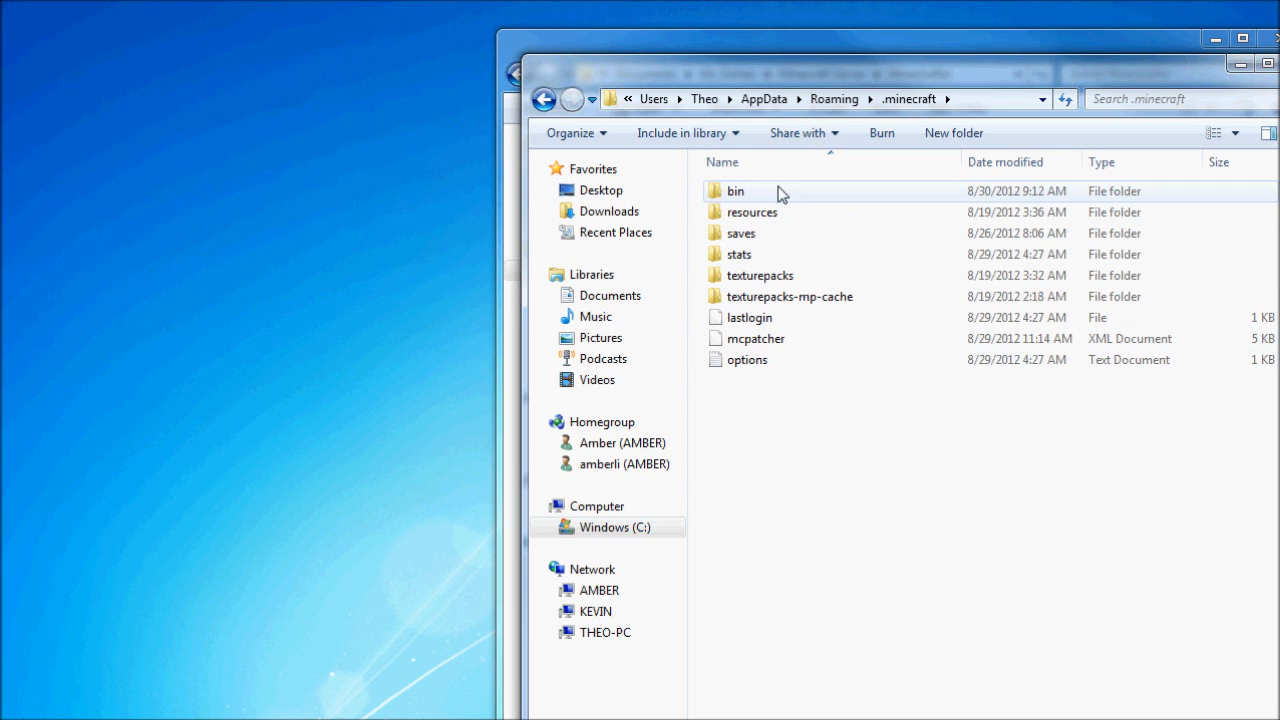 « Users ▸ Theo ▸ AppData ▸ Roaming ▸ .minecraft ▸ Search .minecraft
Organize Include in library Share with Burn New folder
Name Date modified Type Size
Favorites
Desktop
Downloads
Recent Places
Libraries
Documents
Music
Pictures
Podcasts
Videos
Homegroup
Amber (AMBER)
amberli (AMBER)
Computer
Windows (C:)
Network
AMBER
KEVIN
THEO-PC
bin 8/30/2012 9:12 AM File folder
resources 8/19/2012 3:36 AM File folder
saves 8/26/2012 8:06 AM File folder
stats 8/29/2012 4:27 AM File folder
texturepacks 8/19/2012 3:32 AM File folder
texturepacks-mp-cache 8/19/2012 2:18 AM File folder
lastlogin 8/29/2012 4:27 AM File 1 KB
mcpatcher 8/29/2012 11:14 AM XML Document 5 KB
options 8/29/2012 4:27 AM Text Document 1 KB